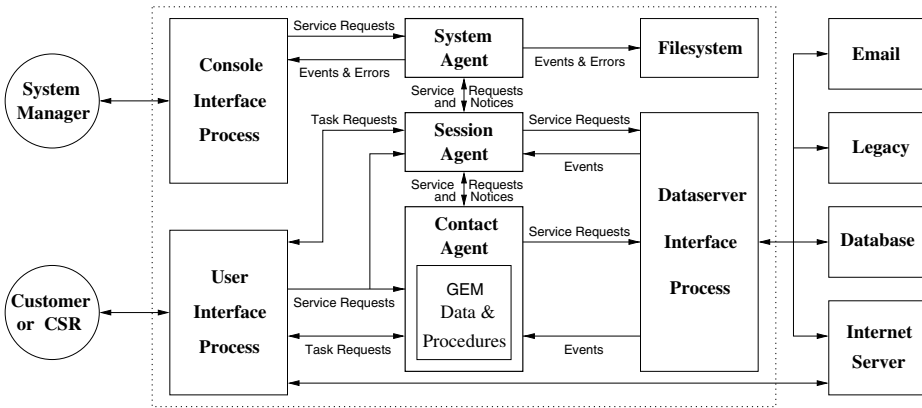 Service Requests
Events & Errors
System
Agent
Events & Errors
Filesystem
Email
Console
Interface
Process
System
Manager
Service Requests
and Notices
Task Requests
Session
Agent
Service Requests
Events
Legacy
Service Requests
and Notices
Dataserver
Interface
Process
Contact
Agent
Service Requests
Database
User
Interface
Process
Customer
or CSR
Service Requests
GEM
Data &
Procedures
Task Requests
Events
Internet
Server